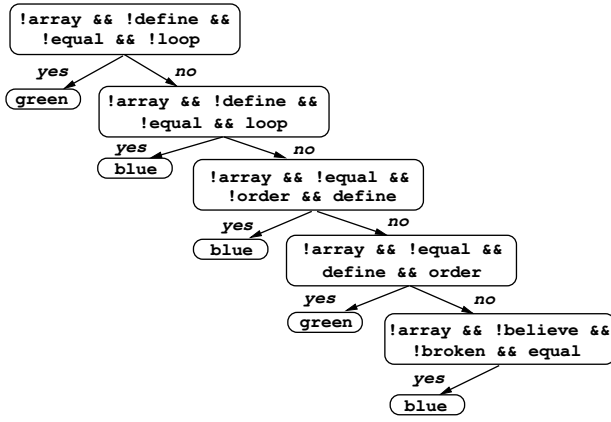 !array && !define &&
!equal && !loop
yes
no
green
!array && !define &&
!equal && loop
yes
no
blue
!array && !equal &&
!order && define
yes
no
blue
!array && !equal &&
define && order
yes
no
green
!array && !believe &&
!broken && equal
yes
blue